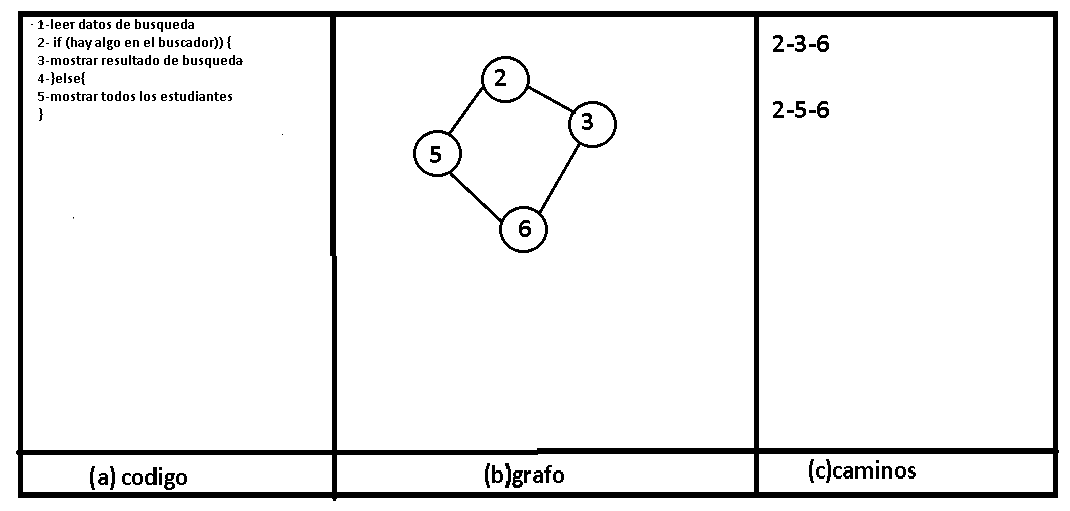 1-leer datos de busqueda
2- if (hay algo en el buscador)) {
3-mostrar resultado de busqueda
4-}else{
5-mostrar todos los estudiantes
}
2
3
5
6
2-3-6
2-5-6
(a) codigo
(b)grafo
(c)caminos